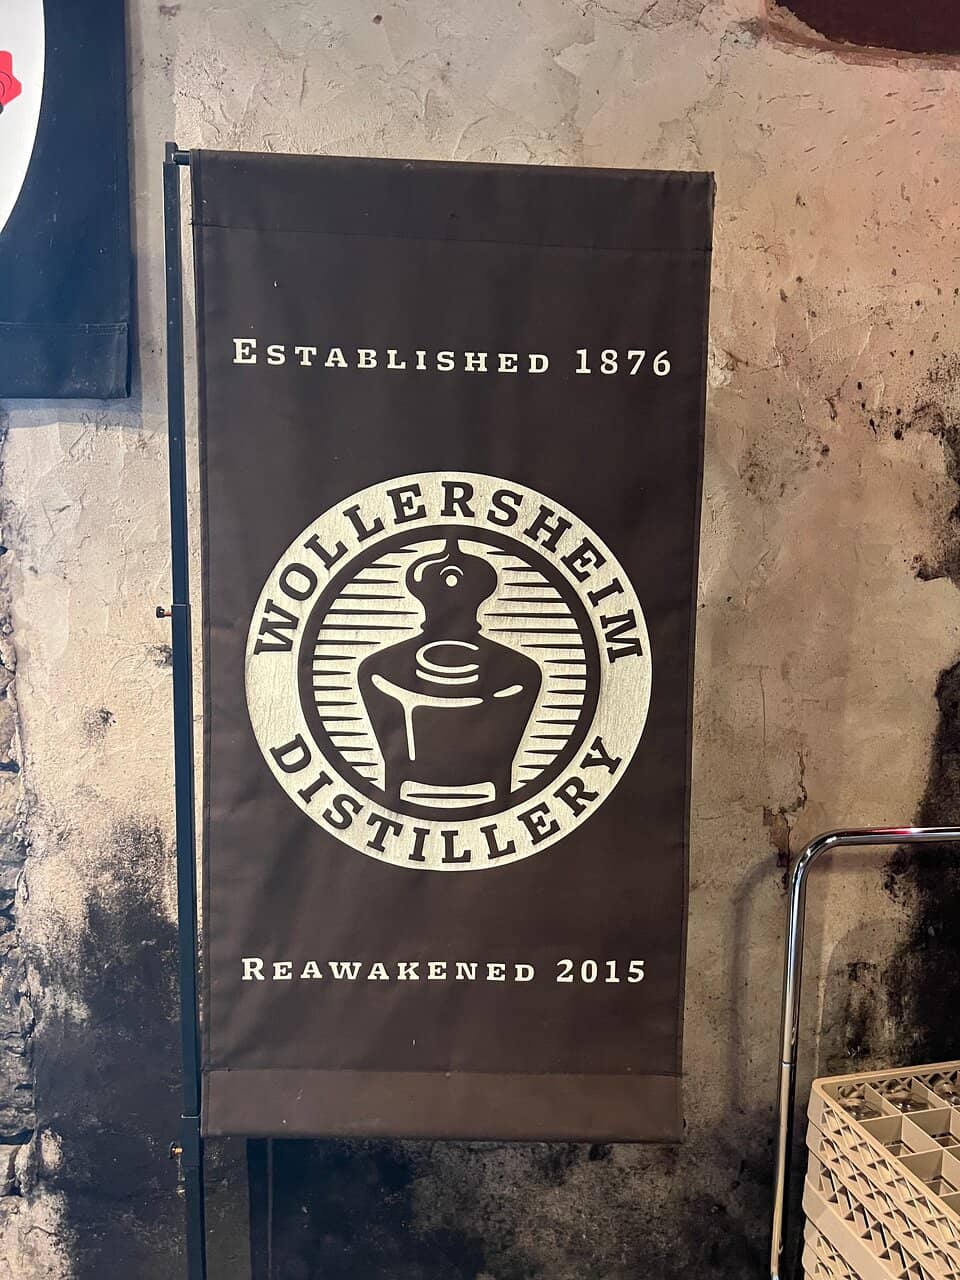 Established 1876
WOLLERSHEIM
DISTILLERY
Reawakened 2015